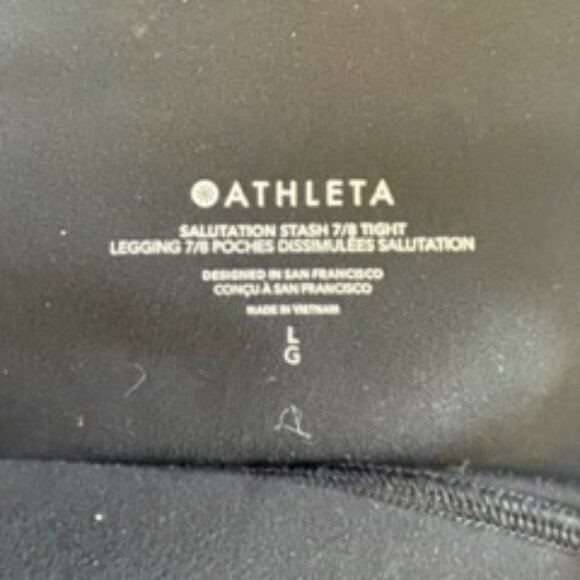 ATHLETA
SALUTATION STASH 7/8 TIGHT
LEGGING 7/8 POCHES DISSIMULÉES SALUTATION
DESIGNED IN SAN FRANCISCO
CONÇU À SAN FRANCISCO
MADE IN VIETNAM
L
G